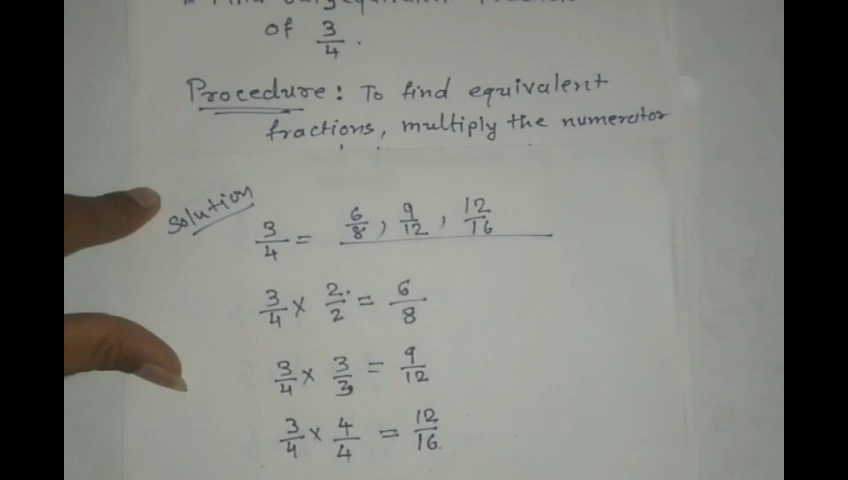 of 3/4.
Procedure: To find equivalent
fractions, multiply the numerator
Solution
3/4 = 6/8, 9/12, 12/16
3/4 x 2/2 = 6/8
3/4 x 3/3 = 9/12
3/4 x 4/4 = 12/16